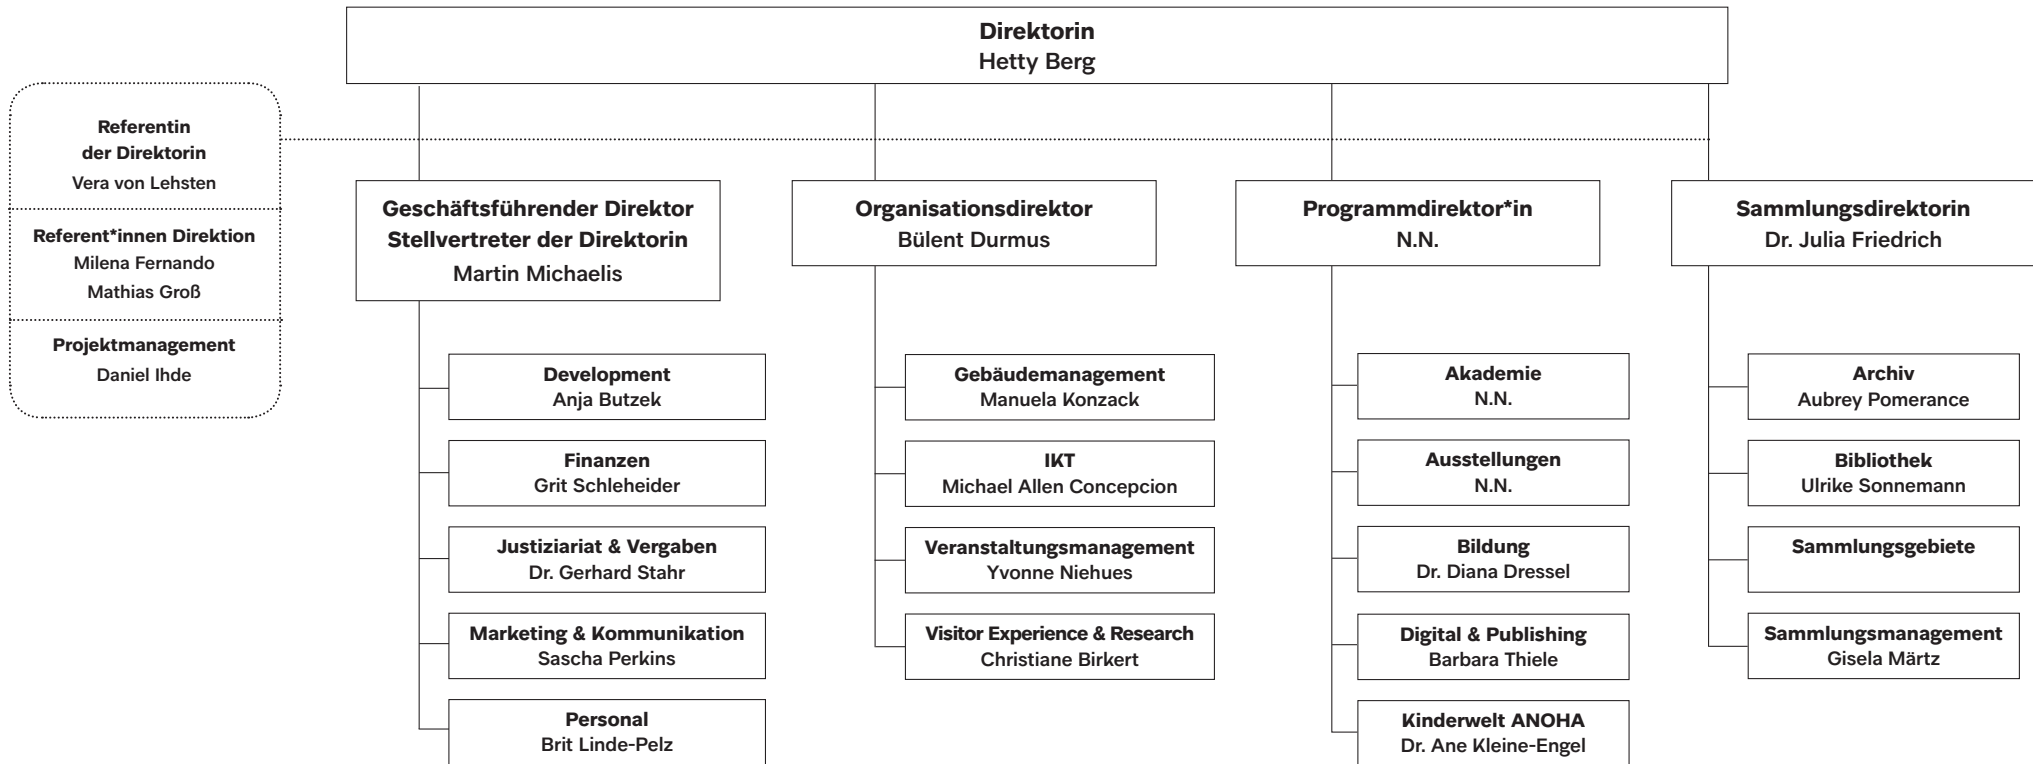 Direktorin
Hetty Berg
Referentin
der Direktorin
Vera von Lehsten
Referent*innen Direktion
Milena Fernando
Mathias Groß
Projektmanagement
Daniel Ihde
Geschäftsführender Direktor
Stellvertreter der Direktorin
Martin Michaelis
Development
Anja Butzek
Finanzen
Grit Schleheider
Justiziariat & Vergaben
Dr. Gerhard Stahr
Marketing & Kommunikation
Sascha Perkins
Personal
Brit Linde-Pelz
Organisationsdirektor
Bülent Durmus
Gebäudemanagement
Manuela Konzack
IKT
Michael Allen Concepcion
Veranstaltungsmanagement
Yvonne Niehues
Visitor Experience & Research
Christiane Birkert
Programmdirektor*in
N.N.
Akademie
N.N.
Ausstellungen
N.N.
Bildung
Dr. Diana Dressel
Digital & Publishing
Barbara Thiele
Kinderwelt ANOHA
Dr. Ane Kleine-Engel
Sammlungsdirektorin
Dr. Julia Friedrich
Archiv
Aubrey Pomerance
Bibliothek
Ulrike Sonnemann
Sammlungsgebiete
Sammlungsmanagement
Gisela Märtz